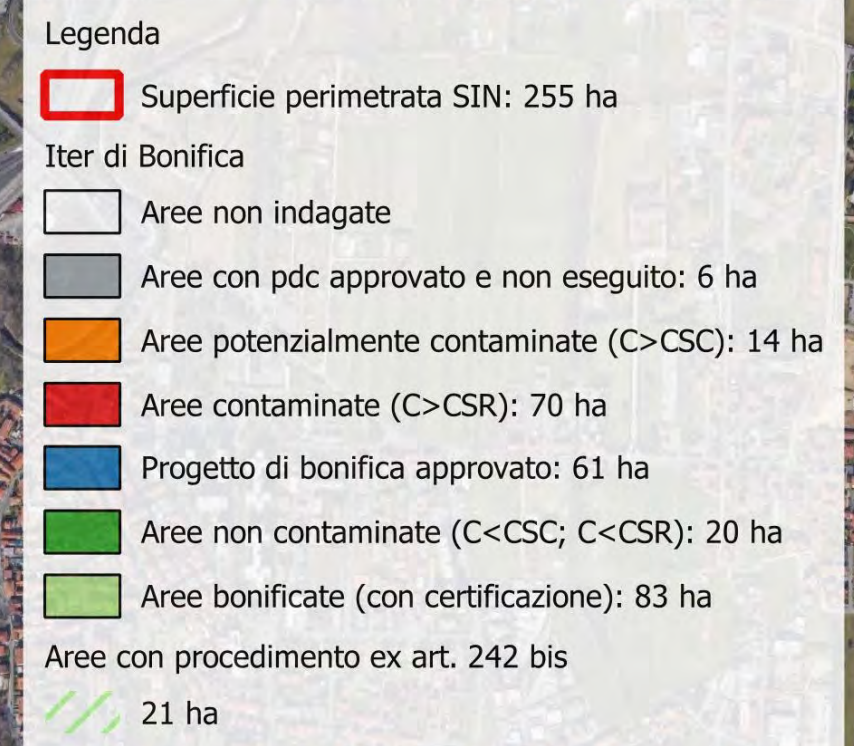 Legenda
Superficie perimetrata SIN: 255 ha
Iter di Bonifica
Aree non indagate
Aree con pdc approvato e non eseguito: 6 ha
Aree potenzialmente contaminate (C>CSC): 14 ha
Aree contaminate (C>CSR): 70 ha
Progetto di bonifica approvato: 61 ha
Aree non contaminate (C<CSC; C<CSR): 20 ha
Aree bonificate (con certificazione): 83 ha
Aree con procedimento ex art. 242 bis
21 ha